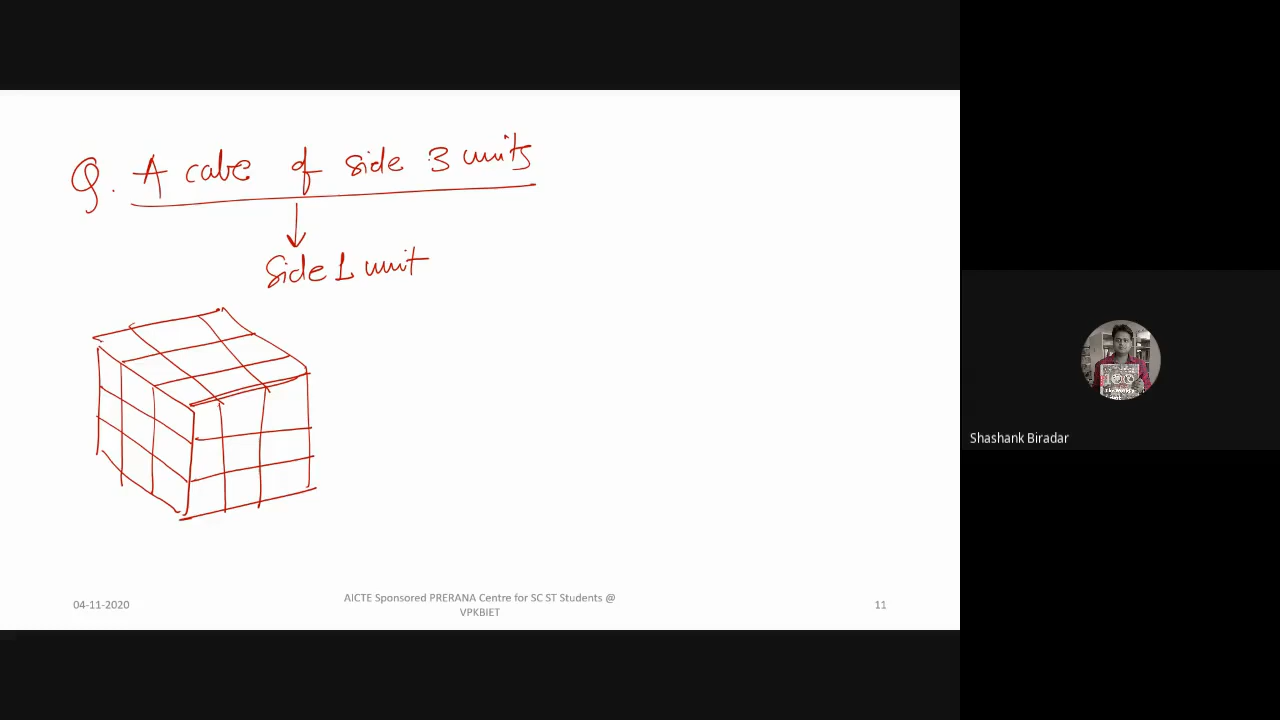 Q. A cube of side 3 units
Side 1 unit
Shashank Biradar
04-11-2020
AICTE Sponsored PRERANA Centre for SC ST Students @
VPKBIET
11